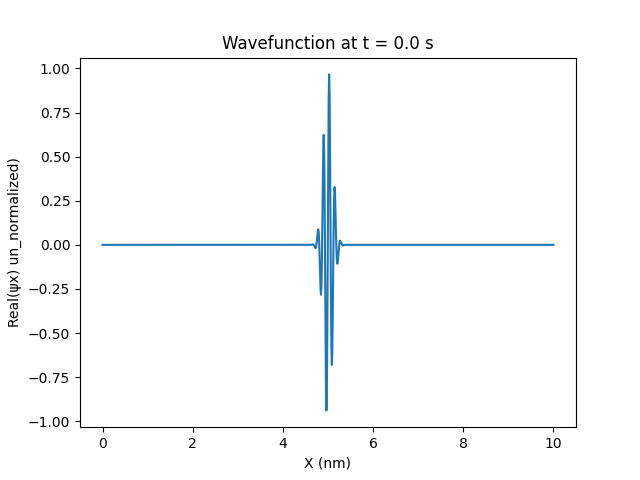 Wavefunction at t = 0.0 s
Real(ψx) un_normalized)
1.00
0.75
0.50
0.25
0.00
−0.25
−0.50
−0.75
−1.00
0 2 4 6 8 10
X (nm)